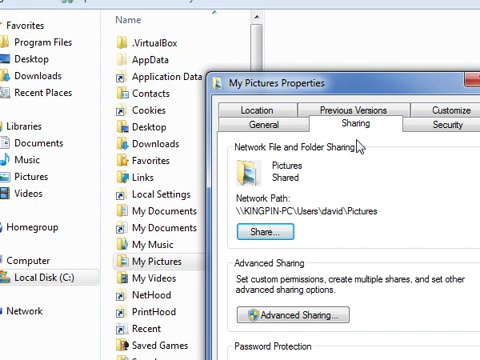 Favorites
Program Files
Desktop
Downloads
Recent Places
Libraries
Documents
Music
Pictures
Videos
Homegroup
Computer
Local Disk (C:)
Network
Name
.VirtualBox
AppData
Application Data
Contacts
Cookies
Desktop
Downloads
Favorites
Links
Local Settings
My Documents
My Documents
My Music
My Pictures
My Videos
NetHood
PrintHood
Recent
Saved Games
My Pictures Properties
Location Previous Versions Customize
General Sharing Security
Network File and Folder Sharing
Pictures
Shared
Network Path:
\\KINGPIN-PC\Users\david\Pictures
Share...
Advanced Sharing
Set custom permissions, create multiple shares, and set other
advanced sharing options.
Advanced Sharing...
Password Protection